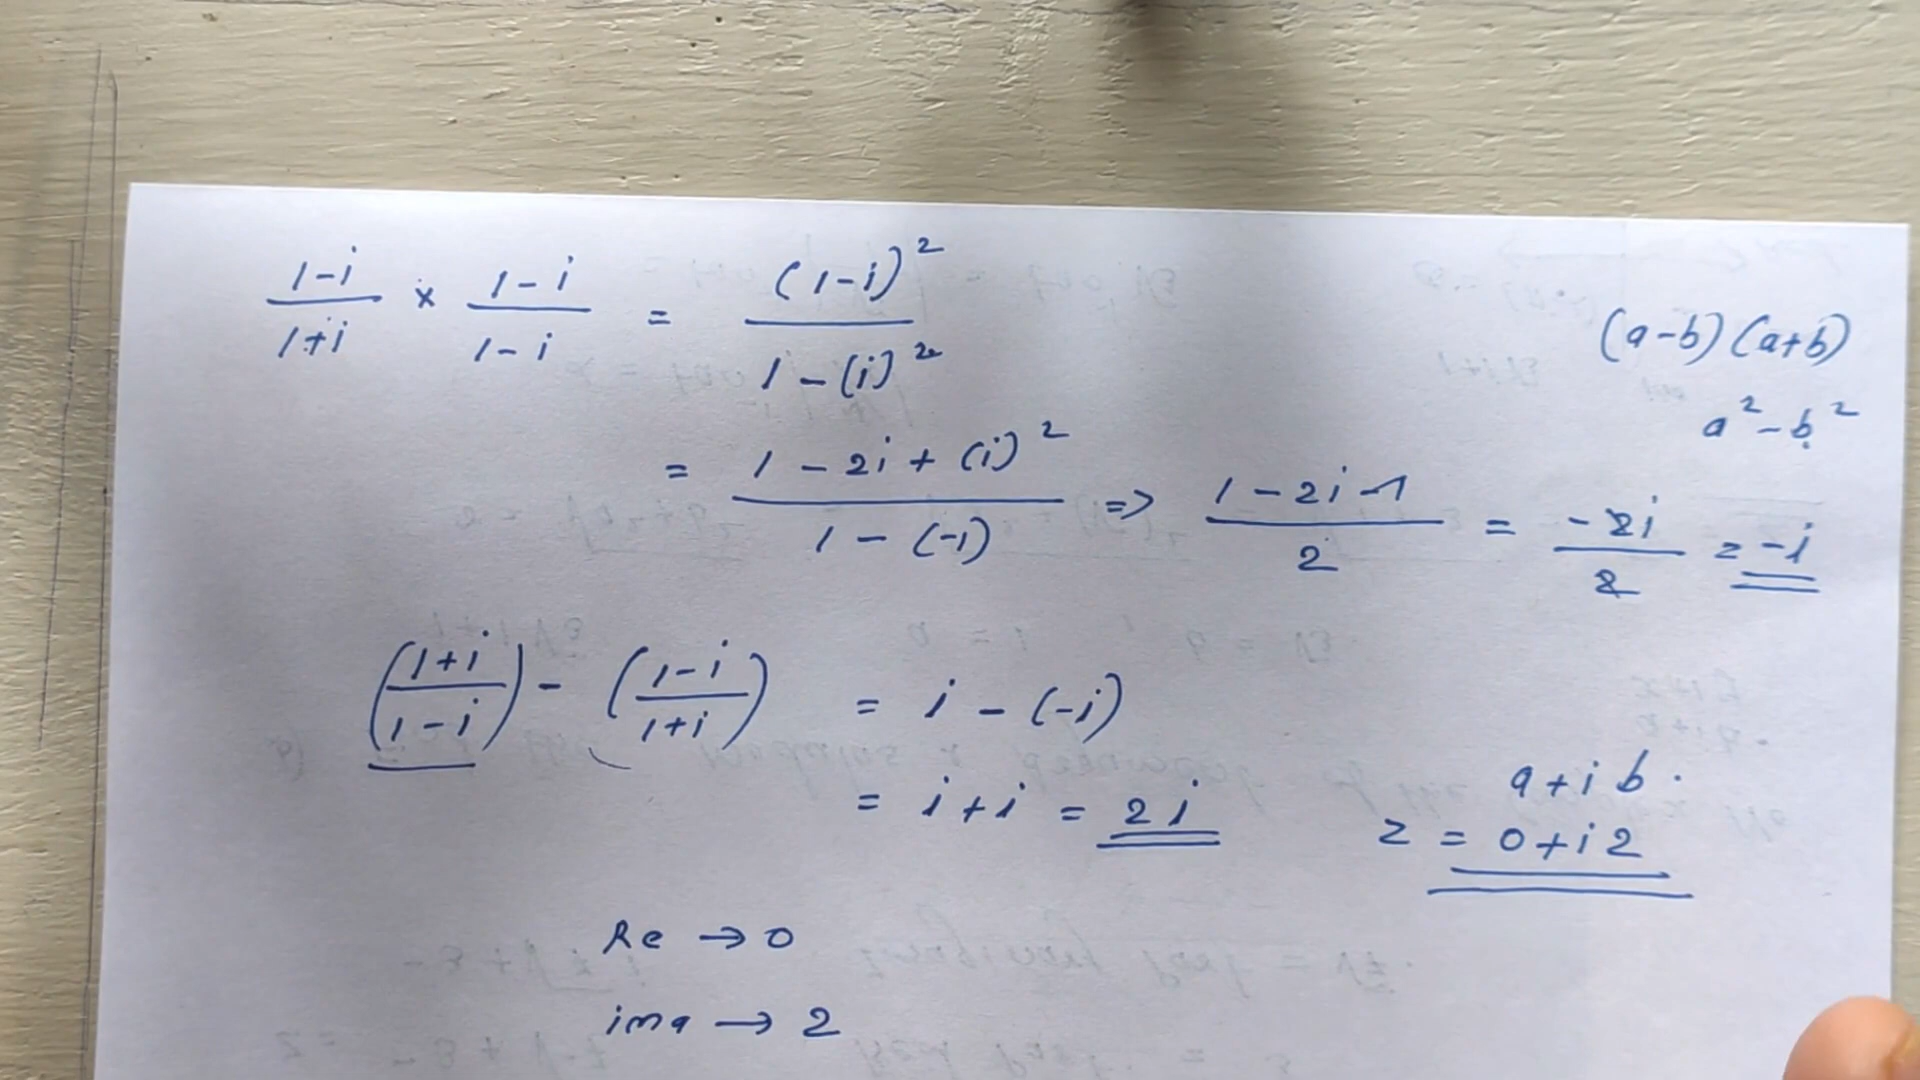 (1-i)/(1+i) × (1-i)/(1-i) = (1-i)²/(1-(i)²)
(a-b)(a+b)
a²-b²
= (1-2i+(i)²)/(1-(-1)) => (1-2i-1)/2 = -2i/2 = -i
((1+i)/(1-i)) - ((1-i)/(1+i)) = i-(-i)
= i+i = 2i
a+ib.
z = 0+i2
Re → 0
ima → 2